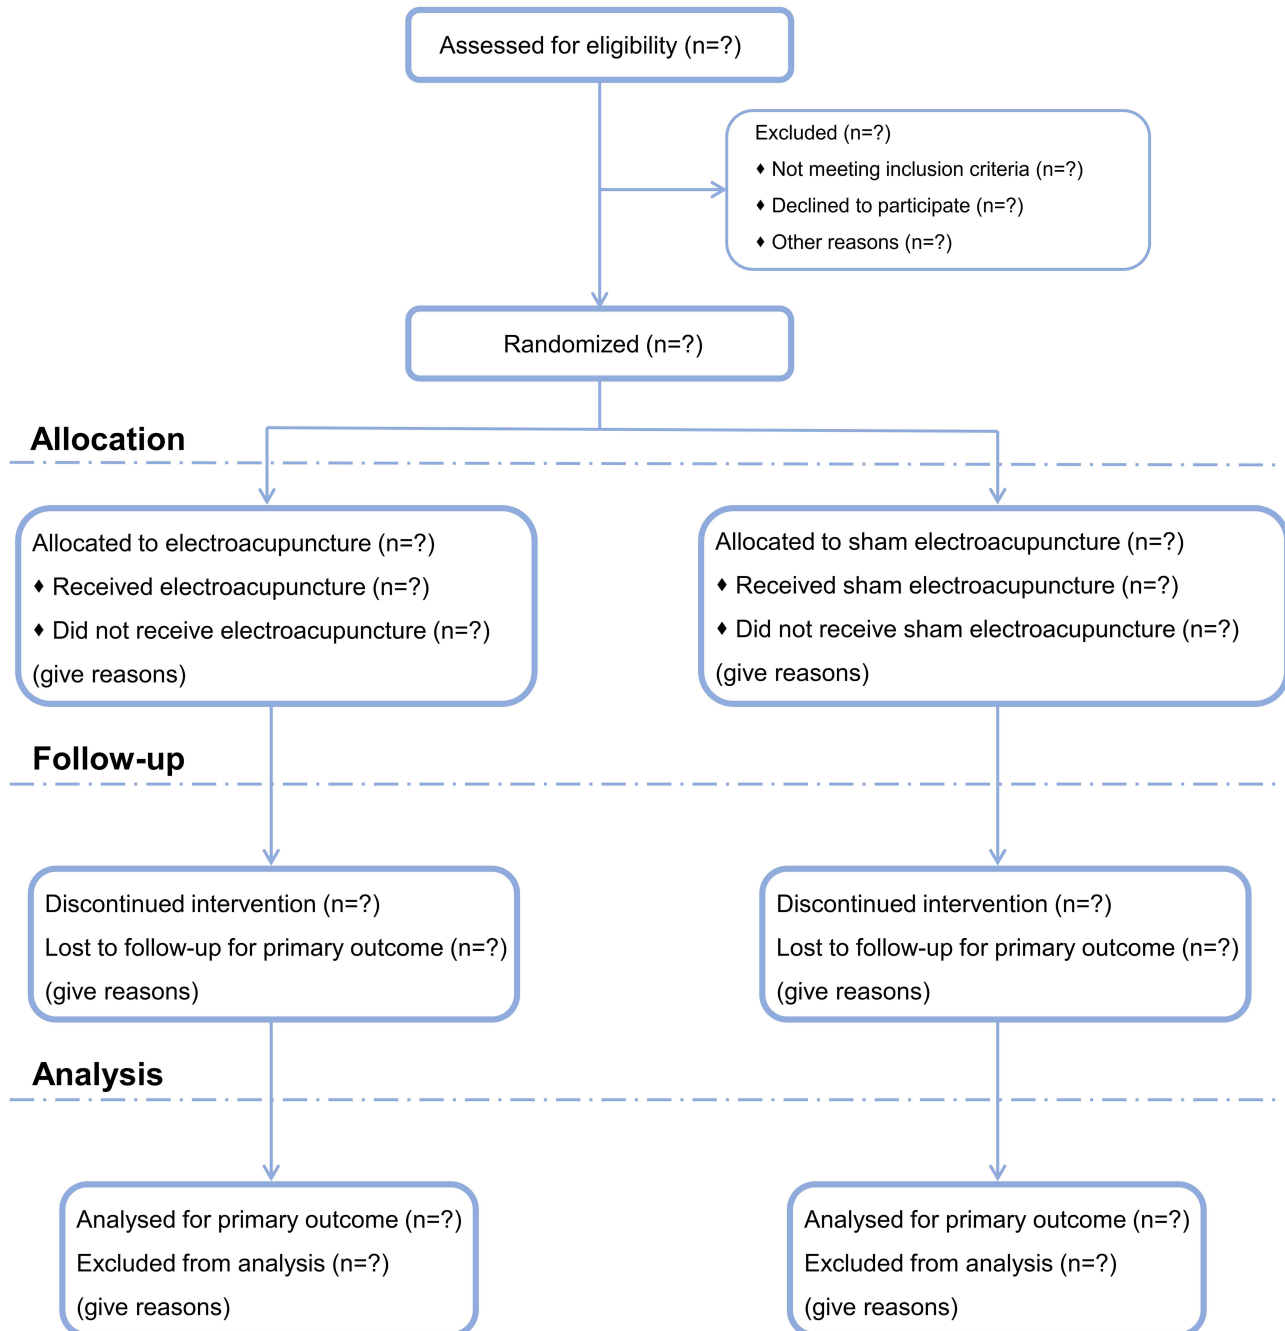 Assessed for eligibility (n=?)
Excluded (n=?)
♦ Not meeting inclusion criteria (n=?)
♦ Declined to participate (n=?)
♦ Other reasons (n=?)
Randomized (n=?)
Allocation
Allocated to electroacupuncture (n=?)
♦ Received electroacupuncture (n=?)
♦ Did not receive electroacupuncture (n=?)
(give reasons)
Allocated to sham electroacupuncture (n=?)
♦ Received sham electroacupuncture (n=?)
♦ Did not receive sham electroacupuncture (n=?)
(give reasons)
Follow-up
Discontinued intervention (n=?)
Lost to follow-up for primary outcome (n=?)
(give reasons)
Discontinued intervention (n=?)
Lost to follow-up for primary outcome (n=?)
(give reasons)
Analysis
Analysed for primary outcome (n=?)
Excluded from analysis (n=?)
(give reasons)
Analysed for primary outcome (n=?)
Excluded from analysis (n=?)
(give reasons)